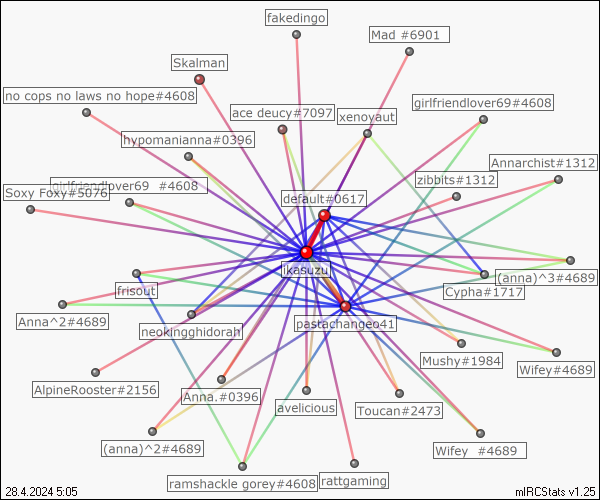 fakedingo
Mad #6901
Skalman
no cops no laws no hope#4608
ace deucy#7097
xenoyaut
girlfriendlover69#4608
hypomanianna#0396
Annarchist#1312
zibbits#1312
girlfriendlover69 #4608
Soxy Foxy#5076
default#0617
ikasuzu
(anna)^3#4689
Cypha#1717
frisout
Anna^2#4689
neokingghidorah
pastachangeo41
Mushy#1984
Wifey#4689
AlpineRooster#2156
Anna.#0396
avelicious
Toucan#2473
(anna)^2#4689
Wifey #4689
ramshackle gorey#4608
rattgaming
28.4.2024 5:05
mIRCStats v1.25